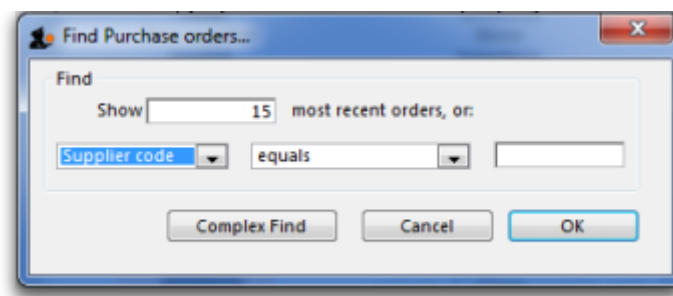 Find Purchase orders...
Find
Show 15 most recent orders, or:
Supplier code equals
Complex Find Cancel OK